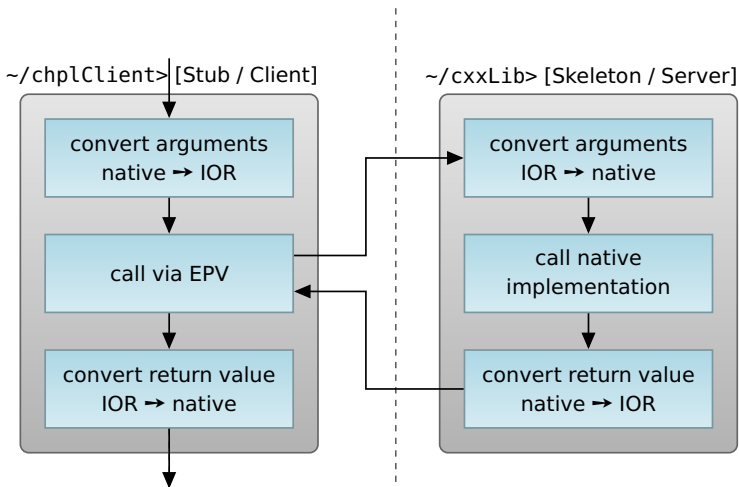 ~/chplClient> [Stub / Client]
convert arguments
native ➙ IOR
call via EPV
convert return value
IOR ➙ native
~/cxxLib> [Skeleton / Server]
convert arguments
IOR ➙ native
call native
implementation
convert return value
native ➙ IOR